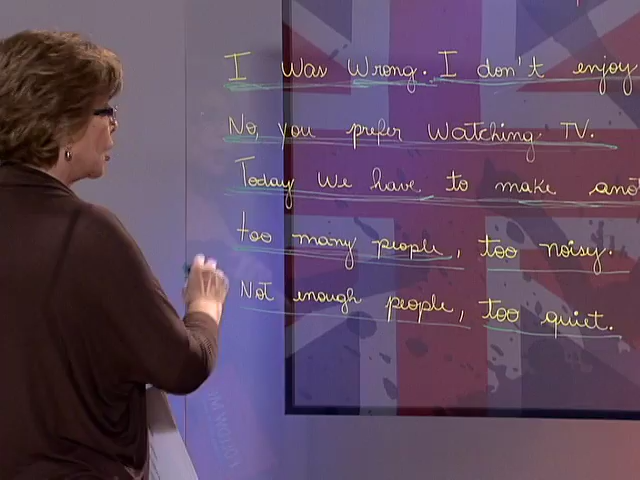 I was wrong. I don't enjoy
No, you prefer watching TV.
Today we have to make
too many people, too noisy.
Not enough people, too quiet.